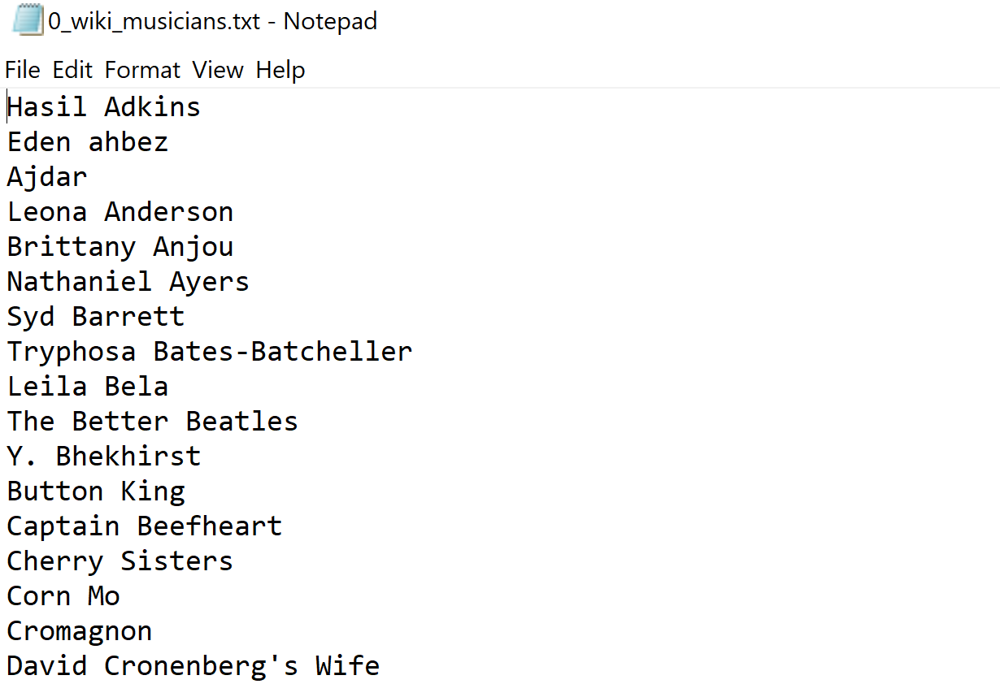 0_wiki_musicians.txt - Notepad
File Edit Format View Help
Hasil Adkins
Eden ahbez
Ajdar
Leona Anderson
Brittany Anjou
Nathaniel Ayers
Syd Barrett
Tryphosa Bates-Batcheller
Leila Bela
The Better Beatles
Y. Bhekhirst
Button King
Captain Beefheart
Cherry Sisters
Corn Mo
Cromagnon
David Cronenberg's Wife